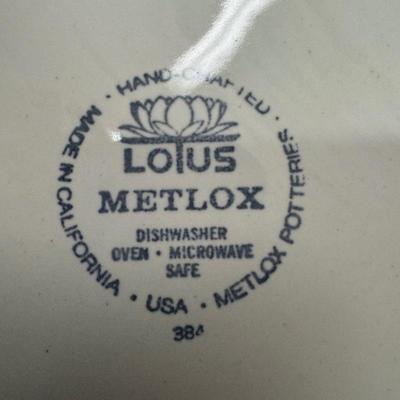 · HAND-CRAFTED ·
LOTUS
METLOX
DISHWASHER
OVEN · MICROWAVE
SAFE
MADE IN CALIFORNIA · USA · METLOX POTTERIES
384